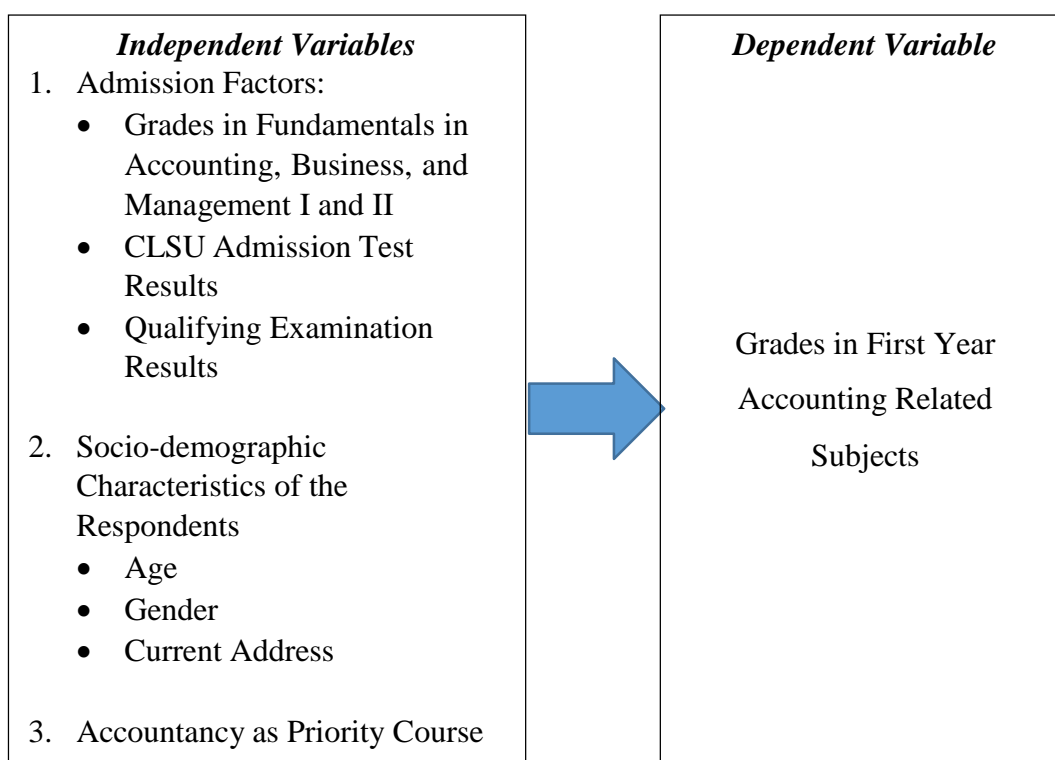 Independent Variables
1. Admission Factors:
• Grades in Fundamentals in
Accounting, Business, and
Management I and II
• CLSU Admission Test
Results
• Qualifying Examination
Results
2. Socio-demographic
Characteristics of the
Respondents
• Age
• Gender
• Current Address
3. Accountancy as Priority Course
Dependent Variable
Grades in First Year
Accounting Related
Subjects